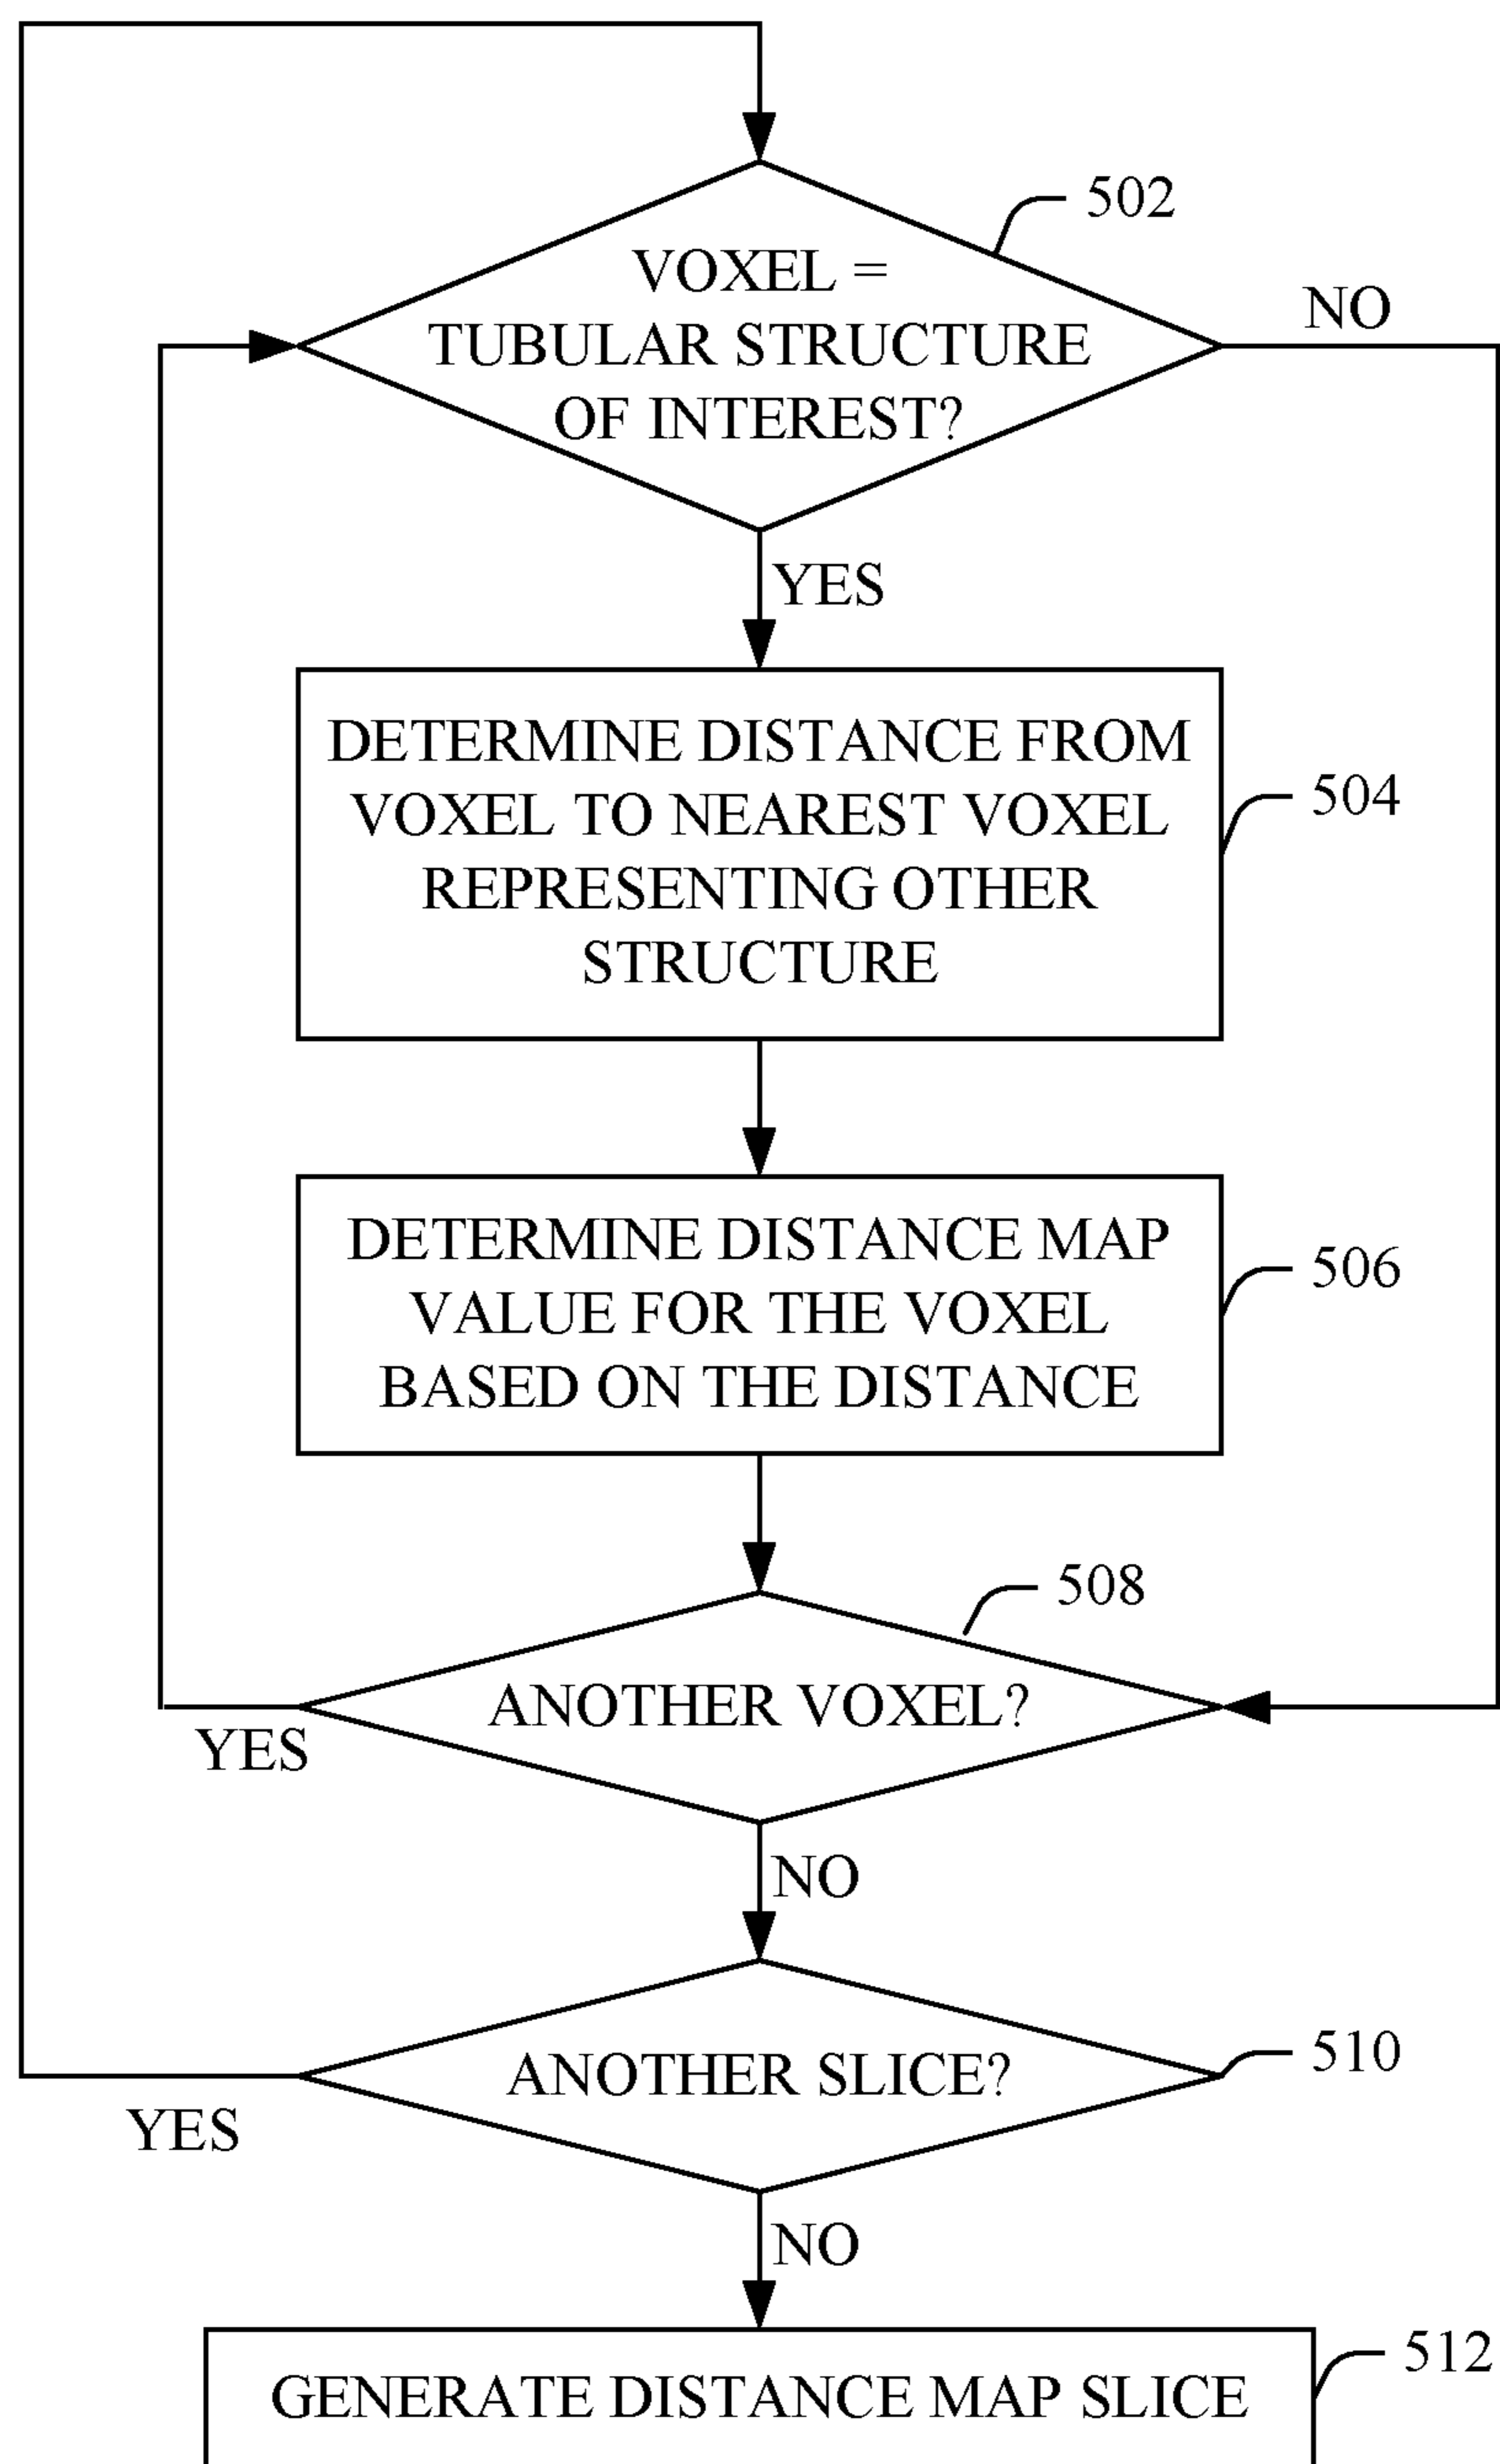 502
VOXEL =
TUBULAR STRUCTURE
OF INTEREST?
NO
YES
DETERMINE DISTANCE FROM
VOXEL TO NEAREST VOXEL
REPRESENTING OTHER
STRUCTURE
504
DETERMINE DISTANCE MAP
VALUE FOR THE VOXEL
BASED ON THE DISTANCE
506
508
ANOTHER VOXEL?
YES
NO
ANOTHER SLICE?
510
YES
NO
512
GENERATE DISTANCE MAP SLICE